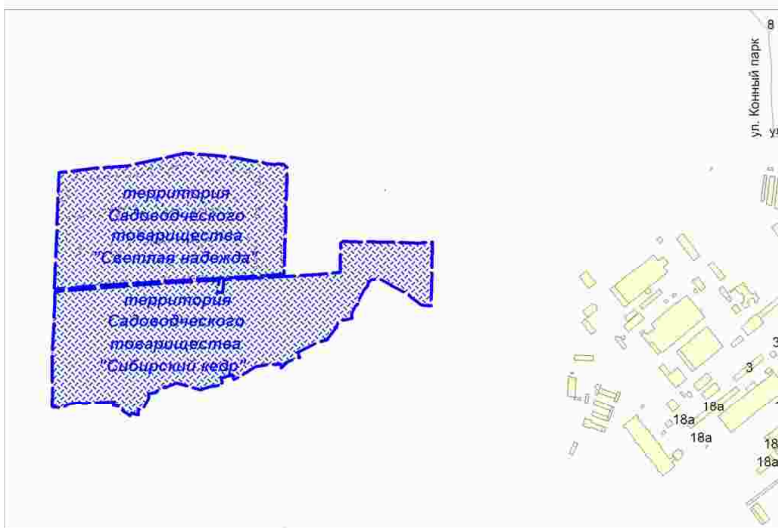 8
ул. Конный парк
территория
Садоводческого
товарищества
"Светлая надежда"
территория
Садоводческого
товарищества
"Сибирский кедр"
3
3
18а
18а
18а
18
18а